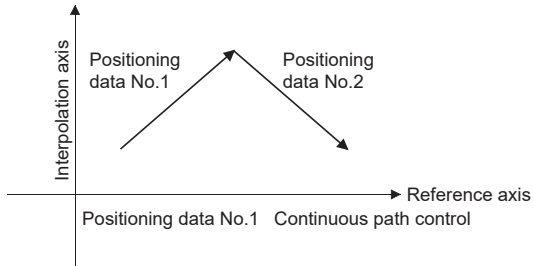 Interpolation axis
Positioning
data No.1
Positioning
data No.2
Reference axis
Positioning data No.1 Continuous path control